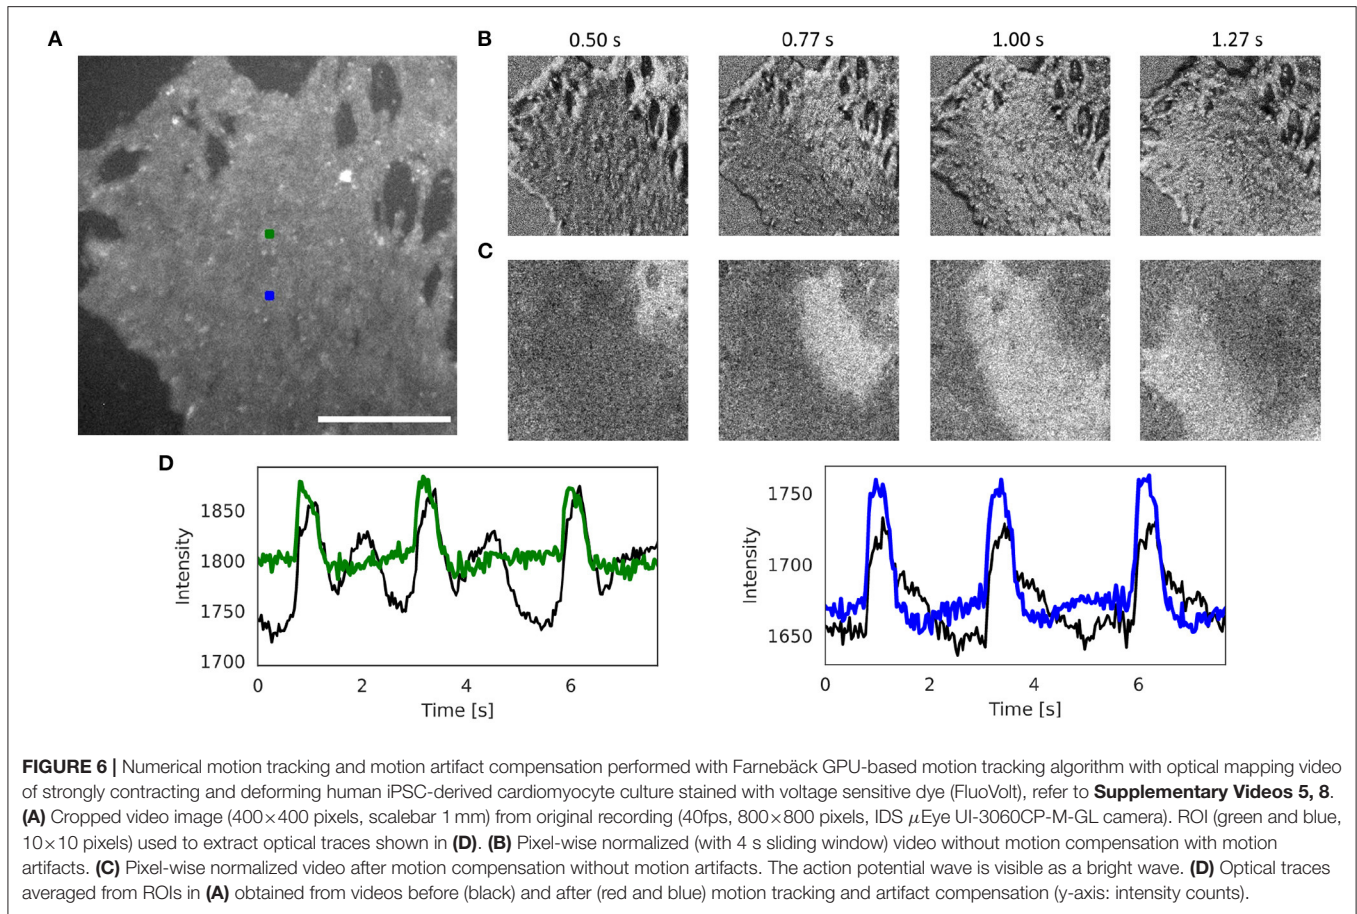 A
B
0.50 s
0.77 s
1.00 s
1.27 s
C
D
1850
1800
1750
1700
Intensity
0
2
4
6
Time [s]
1750
1700
1650
Intensity
0
2
4
6
Time [s]
FIGURE 6 | Numerical motion tracking and motion artifact compensation performed with Farnebäck GPU-based motion tracking algorithm with optical mapping video
of strongly contracting and deforming human iPSC-derived cardiomyocyte culture stained with voltage sensitive dye (FluoVolt), refer to Supplementary Videos 5, 8.
(A) Cropped video image (400×400 pixels, scalebar 1 mm) from original recording (40fps, 800×800 pixels, IDS μEye UI-3060CP-M-GL camera). ROI (green and blue,
10×10 pixels) used to extract optical traces shown in (D). (B) Pixel-wise normalized (with 4 s sliding window) video without motion compensation with motion
artifacts. (C) Pixel-wise normalized video after motion compensation without motion artifacts. The action potential wave is visible as a bright wave. (D) Optical traces
averaged from ROIs in (A) obtained from videos before (black) and after (red and blue) motion tracking and artifact compensation (y-axis: intensity counts).